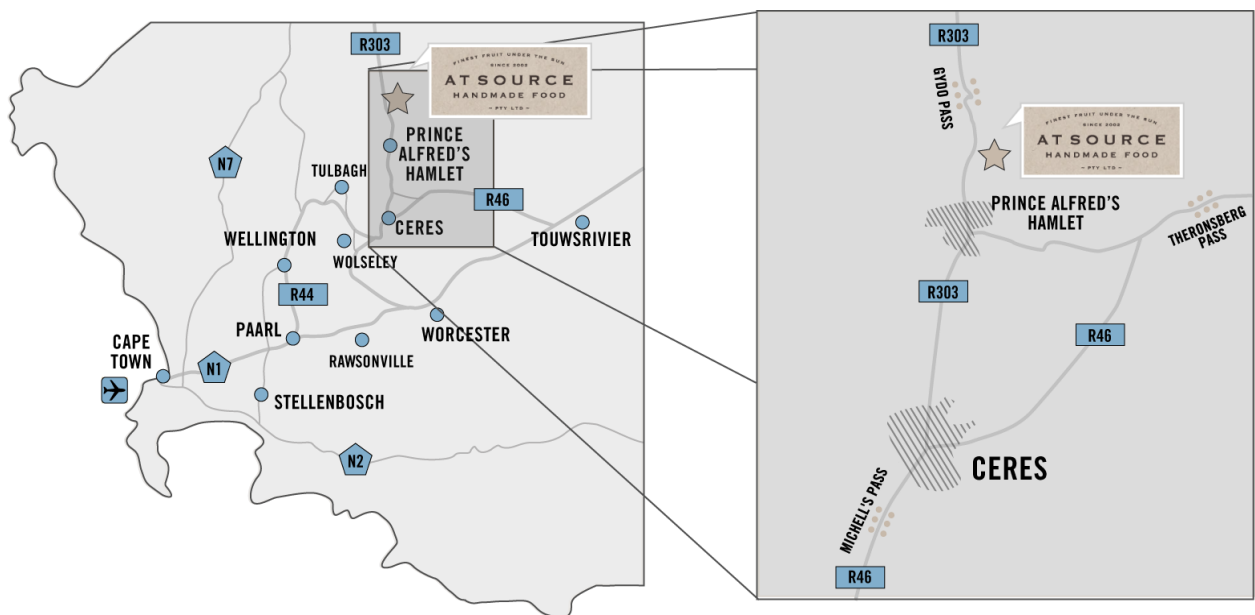 R303
FINEST FRUIT UNDER THE SUN
SINCE 2005
AT SOURCE
HANDMADE FOOD
– PTY LTD –
PRINCE
ALFRED'S
HAMLET
N7
TULBAGH
R46
CERES
WELLINGTON
TOUWSRIVIER
WOLSELEY
R44
PAARL
WORCESTER
CAPE
TOWN
RAWSONVILLE
N1
STELLENBOSCH
N2
R303
GYDO PASS
FINEST FRUIT UNDER THE SUN
SINCE 2005
AT SOURCE
HANDMADE FOOD
– PTY LTD –
PRINCE ALFRED'S
HAMLET
THERONSBERG
PASS
R303
R46
CERES
MICHELL'S PASS
R46